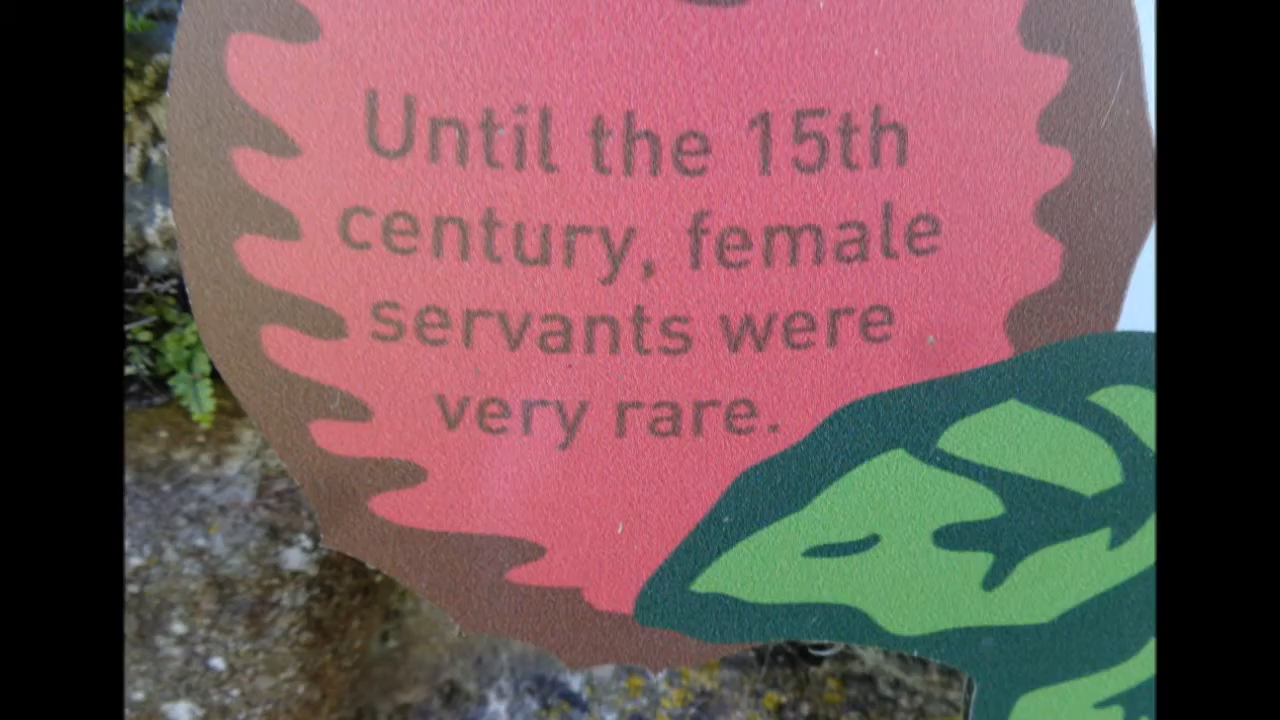 Until the 15th
century, female
servants were
very rare.